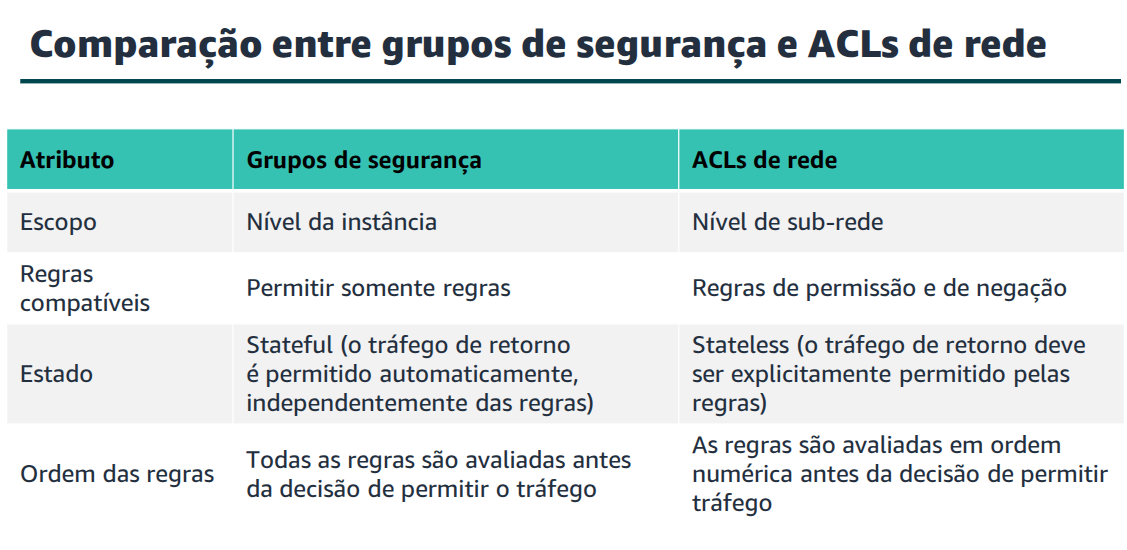 Comparação entre grupos de segurança e ACLs de rede
Atributo
Grupos de segurança
ACLs de rede
Escopo
Nível da instância
Nível de sub-rede
Regras
compatíveis
Permitir somente regras
Regras de permissão e de negação
Estado
Stateful (o tráfego de retorno
é permitido automaticamente,
independentemente das regras)
Stateless (o tráfego de retorno deve
ser explicitamente permitido pelas
regras)
Ordem das regras
Todas as regras são avaliadas antes
da decisão de permitir o tráfego
As regras são avaliadas em ordem
numérica antes da decisão de permitir
tráfego